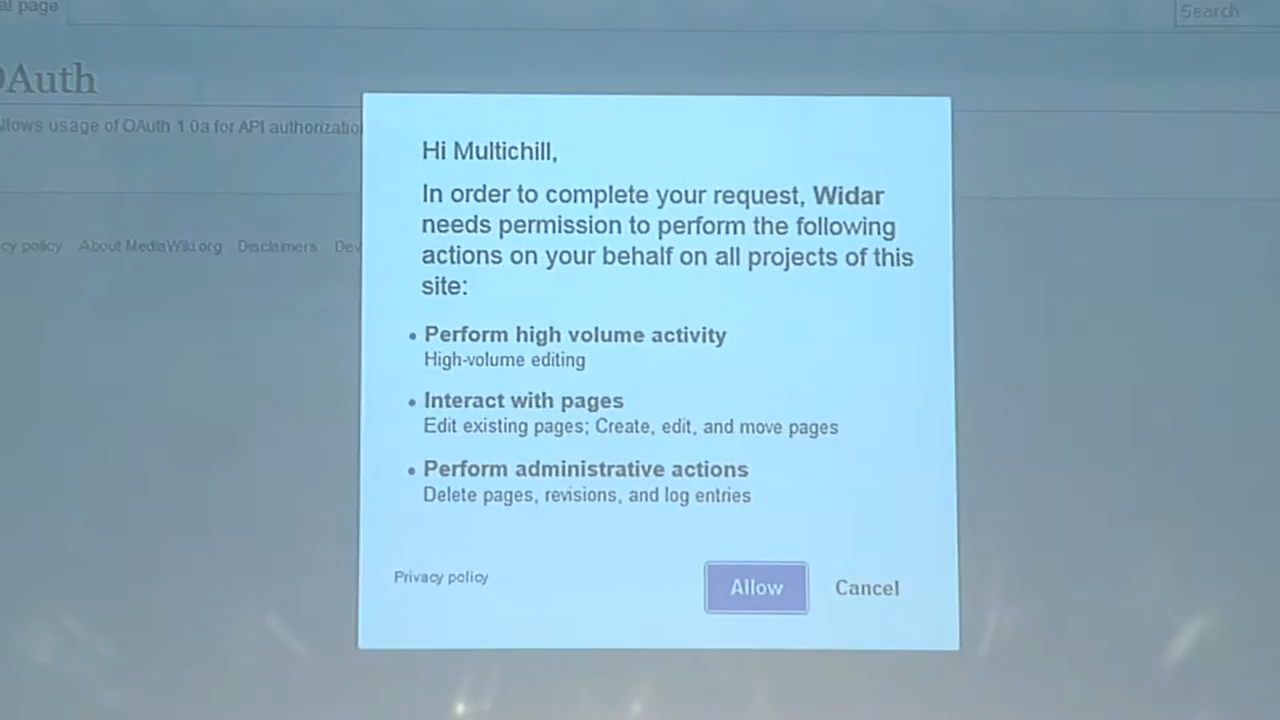 al page
Search
OAuth
llows usage of OAuth 1.0a for API authorizatio
Hi Multichill,
In order to complete your request, Widar
needs permission to perform the following
actions on your behalf on all projects of this
site:
cy policy About MediaWiki.org Disclaimers Dev
• Perform high volume activity
High-volume editing
• Interact with pages
Edit existing pages; Create, edit, and move pages
• Perform administrative actions
Delete pages, revisions, and log entries
Privacy policy
Allow
Cancel